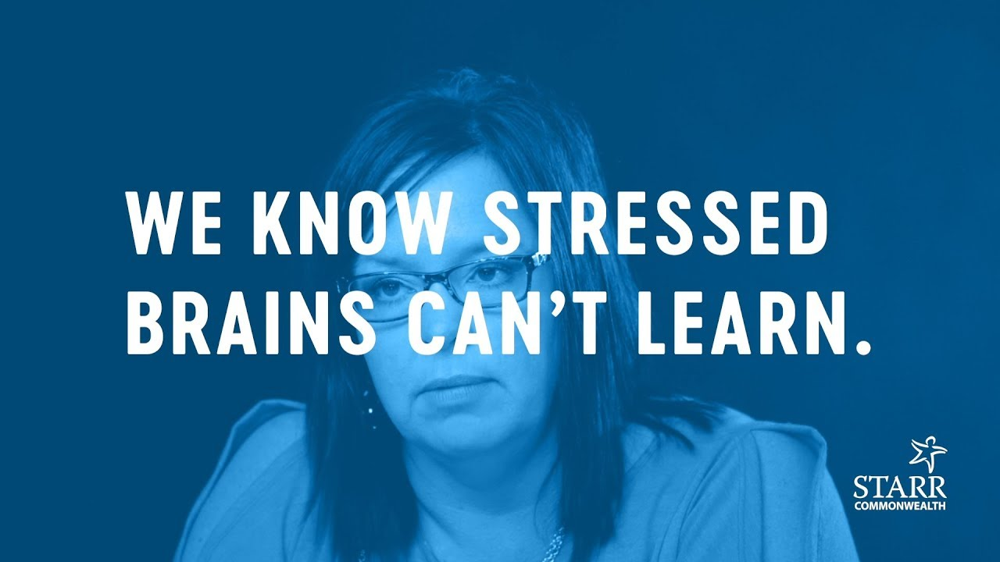 WE KNOW STRESSED
BRAINS CAN’T LEARN.
STARR
COMMONWEALTH